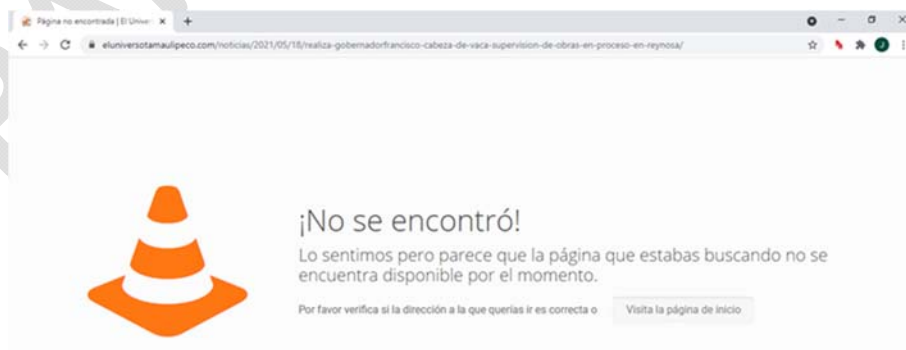 Página no encontrada | El Univer
eluniversotamaulipeco.com/noticias/2021/05/18/realiza-gobernadorfrancisco-cabeza-de-vaca-supervision-de-obras-en-proceso-en-reynosa/
¡No se encontró!
Lo sentimos pero parece que la página que estabas buscando no se
encuentra disponible por el momento.
Por favor verifica si la dirección a la que querías ir es correcta o Visita la página de inicio